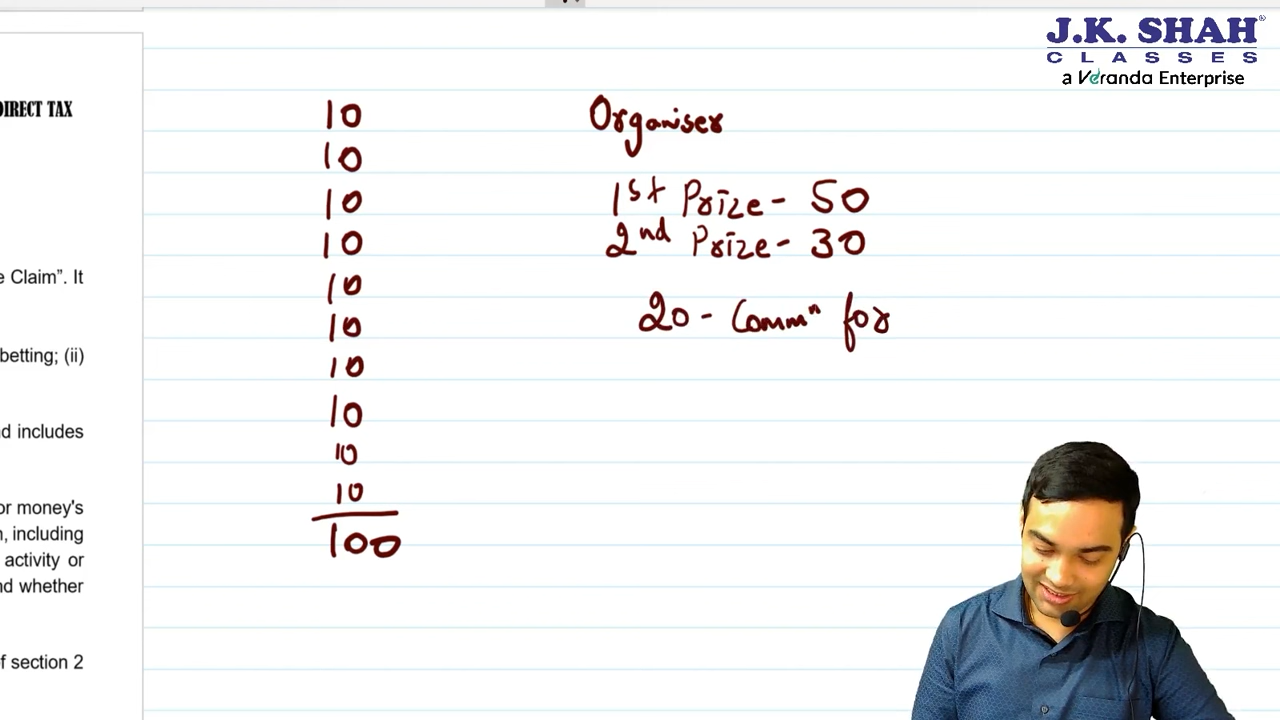 J.K. SHAH®
CLASSES
a Veranda Enterprise
DIRECT TAX
e Claim”. It
betting; (ii)
d includes
or money's
n, including
activity or
nd whether
f section 2
10
10
10
10
10
10
10
10
10
10
100
Organiser
1st Prize - 50
2nd Prize - 30
20 - Commⁿ for